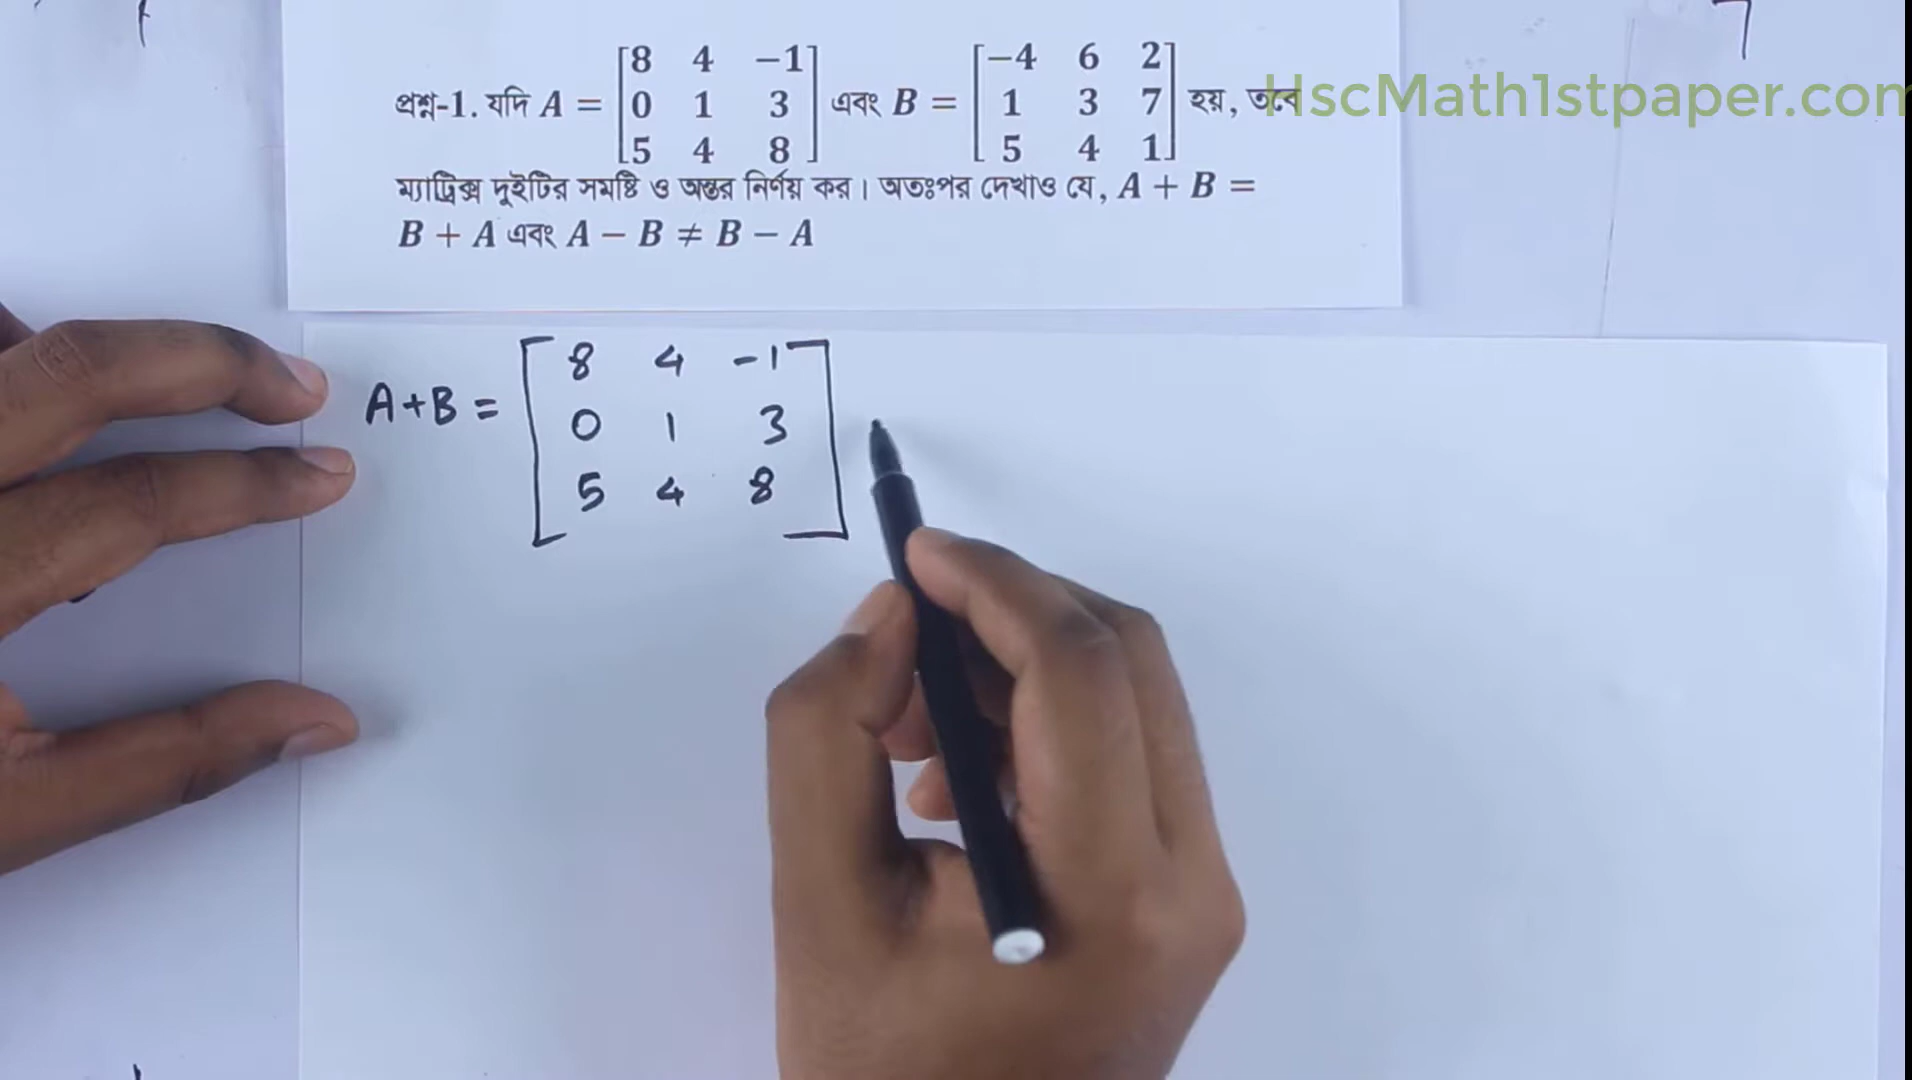 প্রশ্ন-1. যদি A = [8 4 -1
0 1 3
5 4 8] এবং B = [-4 6 2
1 3 7
5 4 1] হয়, তবে
HscMath1stpaper.com
ম্যাট্রিক্স দুইটির সমষ্টি ও অন্তর নির্ণয় কর। অতঃপর দেখাও যে, A + B =
B + A এবং A − B ≠ B − A
A+B = [8 4 -1
0 1 3
5 4 8]